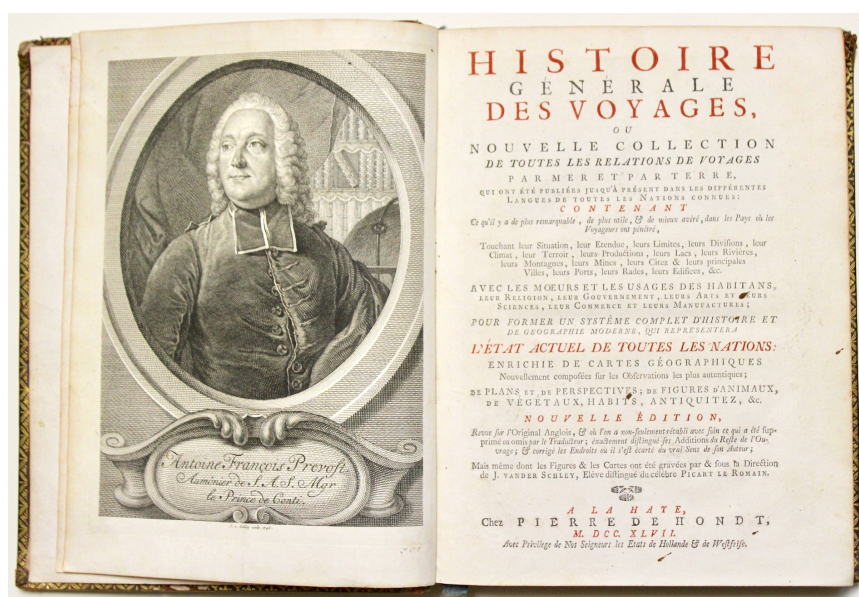 Antoine François Prevost
Aumônier de S. A. S. Mgr
le Prince de Conti.
HISTOIRE
GÉNÉRALE
DES VOYAGES,
OU
NOUVELLE COLLECTION
DE TOUTES LES RELATIONS DE VOYAGES
PAR MER ET PAR TERRE,
QUI ONT ÉTÉ PUBLIÉES JUSQU'À PRÉSENT DANS LES DIFFÉRENTES
LANGUES DE TOUTES LES NATIONS CONNUES:
CONTENANT
Ce qu'il y a de plus remarquable, de plus utile, & de mieux avéré, dans les Pays où les
Voyageurs ont pénétré,
Touchant leur Situation, leur Etendue, leurs Limites, leurs Divisions, leur
Climat, leur Terroir, leurs Productions, leurs Lacs, leurs Rivières,
leurs Montagnes, leurs Mines, leurs Citez & leurs principales
Villes, leurs Ports, leurs Rades, leurs Edifices, &c.
AVEC LES MŒURS ET LES USAGES DES HABITANS,
LEUR RELIGION, LEUR GOUVERNEMENT, LEURS ARTS ET LEURS
SCIENCES, LEUR COMMERCE ET LEURS MANUFACTURES;
POUR FORMER UN SYSTÊME COMPLET D'HISTOIRE ET
DE GEOGRAPHIE MODERNE, QUI REPRESENTERA
L'ÉTAT ACTUEL DE TOUTES LES NATIONS:
ENRICHIE DE CARTES GÉOGRAPHIQUES
Nouvellement composées sur les Observations les plus autentiques;
DE PLANS ET DE PERSPECTIVES; DE FIGURES D'ANIMAUX,
DE VÉGÉTAUX, HABITS, ANTIQUITEZ, &c.
NOUVELLE ÉDITION,
Revue sur l'Original Anglois, & où l'on a non-seulement rétabli avec soin ce qui a été sup-
primé ou omis par le Traducteur; exactement distingué ses Additions du Reste de l'Ou-
vrage; & corrigé les Endroits où il s'est écarté du vrai Sens de son Auteur;
Mais même dont les Figures & les Cartes ont été gravées par & sous la Direction
de J. VANDER SCHLEY, Eléve distingué du célèbre PICART LE ROMAIN.
A LA HAYE,
Chez PIERRE DE HONDT,
M. DCC. XLVII.
Avec Privilege de Nos Seigneurs les Etats de Hollande & de Westfrise.